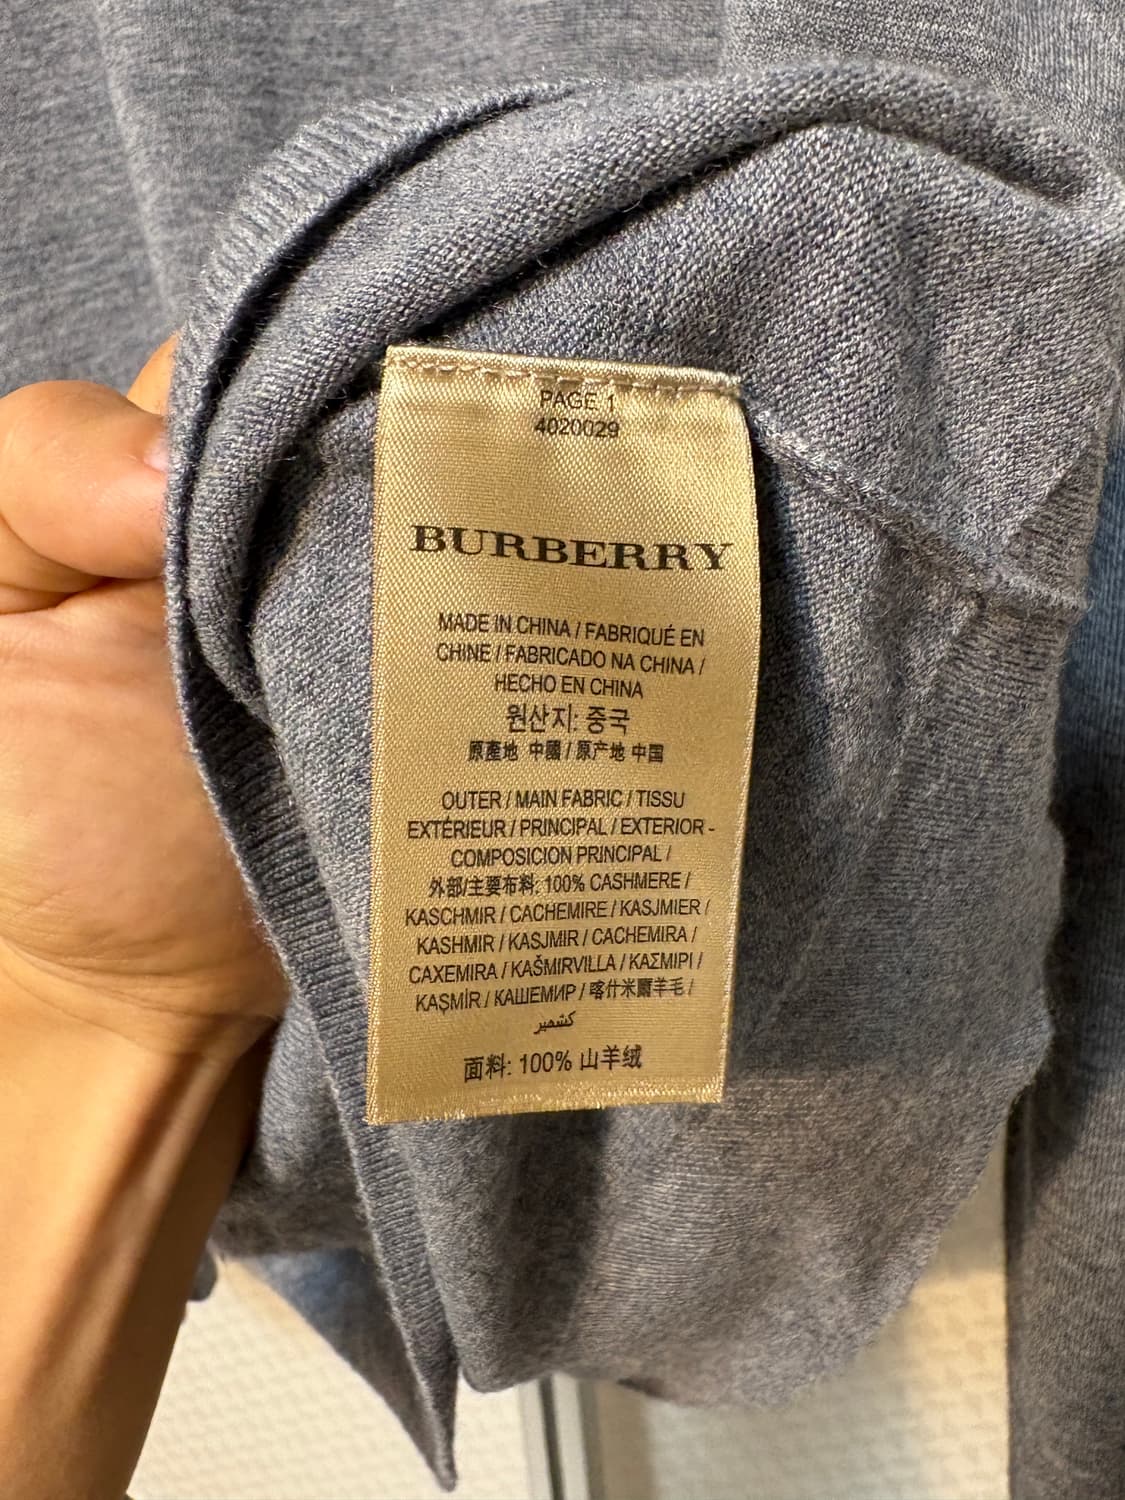 PAGE 1
4020029
BURBERRY
MADE IN CHINA / FABRIQUÉ EN
CHINE / FABRICADO NA CHINA /
HECHO EN CHINA
원산지: 중국
原產地 中國 / 原产地 中国
OUTER / MAIN FABRIC / TISSU
EXTÉRIEUR / PRINCIPAL / EXTERIOR -
COMPOSICION PRINCIPAL /
外部/主要布料: 100% CASHMERE /
KASCHMIR / CACHEMIRE / KASJMIER /
KASHMIR / KASJMIR / CACHEMIRA /
CAXEMIRA / KAŠMIRVILLA / ΚΑΣΜΙΡΙ /
KAŞMİR / КАШЕМИР / 喀什米爾羊毛 /
كشمير
面料: 100% 山羊绒